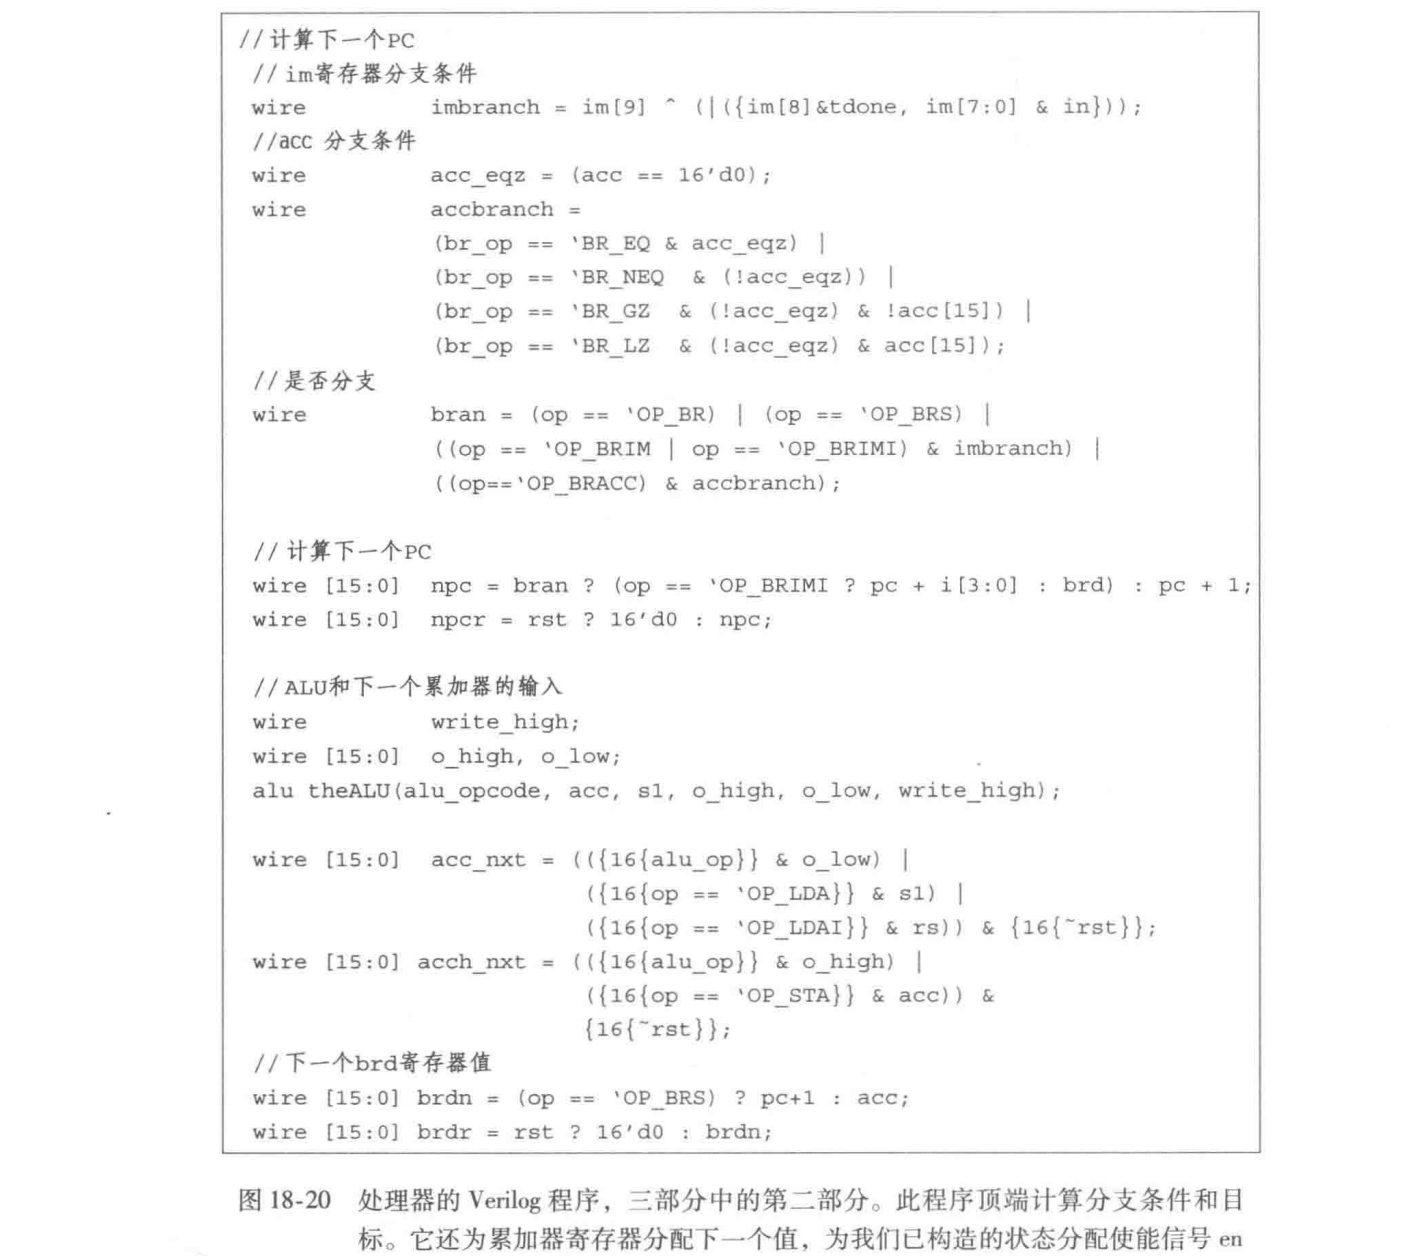 //计算下一个PC
// im寄存器分支条件
wire imbranch = im[9] ^ (|({im[8]&tdone, im[7:0] & in}));
//acc 分支条件
wire acc_eqz = (acc == 16'd0);
wire accbranch =
(br_op == `BR_EQ & acc_eqz) |
(br_op == `BR_NEQ & (!acc_eqz)) |
(br_op == `BR_GZ & (!acc_eqz) & !acc[15]) |
(br_op == `BR_LZ & (!acc_eqz) & acc[15]);
//是否分支
wire bran = (op == `OP_BR) | (op == `OP_BRS) |
((op == `OP_BRIM | op == `OP_BRIMI) & imbranch) |
((op==`OP_BRACC) & accbranch);
//计算下一个PC
wire [15:0] npc = bran ? (op == `OP_BRIMI ? pc + i[3:0] : brd) : pc + 1;
wire [15:0] npcr = rst ? 16'd0 : npc;
//ALU和下一个累加器的输入
wire write_high;
wire [15:0] o_high, o_low;
alu theALU(alu_opcode, acc, s1, o_high, o_low, write_high);
wire [15:0] acc_nxt = (({16{alu_op}} & o_low) |
({16{op == `OP_LDA}} & s1) |
({16{op == `OP_LDAI}} & rs)) & {16{~rst}};
wire [15:0] acch_nxt = (({16{alu_op}} & o_high) |
({16{op == `OP_STA}} & acc)) &
{16{~rst}};
//下一个brd寄存器值
wire [15:0] brdn = (op == `OP_BRS) ? pc+1 : acc;
wire [15:0] brdr = rst ? 16'd0 : brdn;
图 18-20 处理器的 Verilog 程序，三部分中的第二部分。此程序顶端计算分支条件和目
标。它还为累加器寄存器分配下一个值，为我们已构造的状态分配使能信号 en